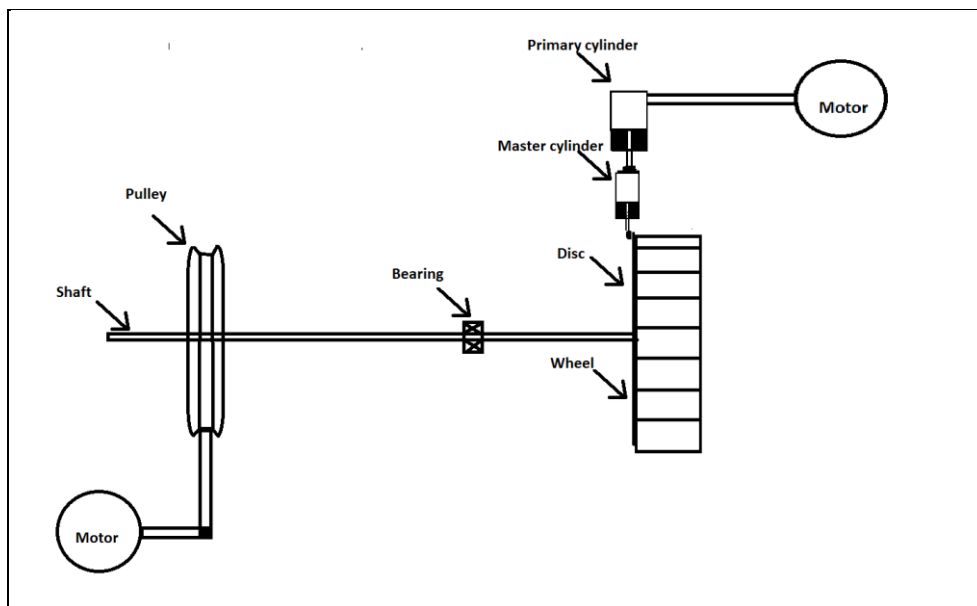 Primary cylinder
Motor
Master cylinder
Pulley
Disc
Bearing
Shaft
Wheel
Motor